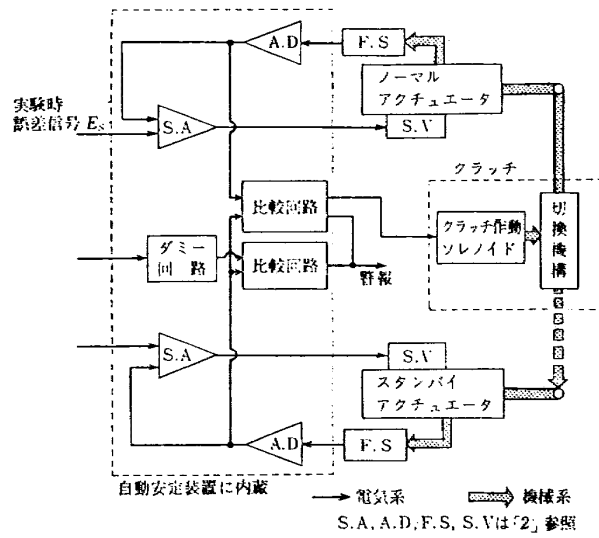 A.D
F.S
ノーマル
アクチュエータ
S.V
実験時
誤差信号 Es
S.A
クラッチ
比較回路
クラッチ作動
ソレノイド
切換機構
ダミー
回路
比較回路
警報
S.A
S.V
スタンバイ
アクチュエータ
A.D
F.S
自動安定装置に内蔵
電気系
機械系
S.A, A.D, F.S, S.Vは「2」参照